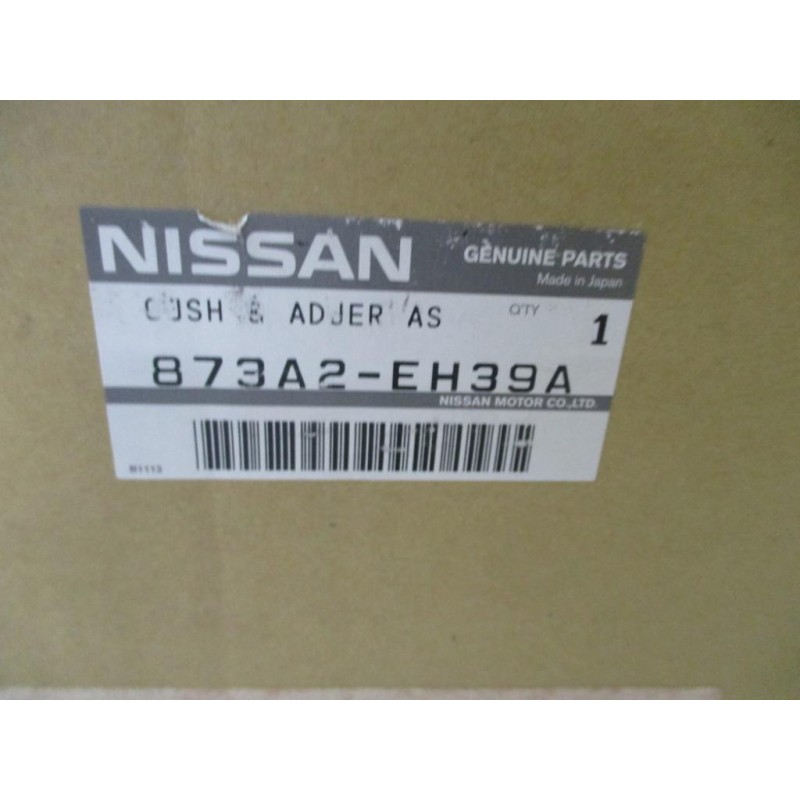 NISSAN GENUINE PARTS
Made in Japan
CUSH & ADJER AS Q'TY 1
873A2-EH39A
NISSAN MOTOR CO.,LTD.
B1113